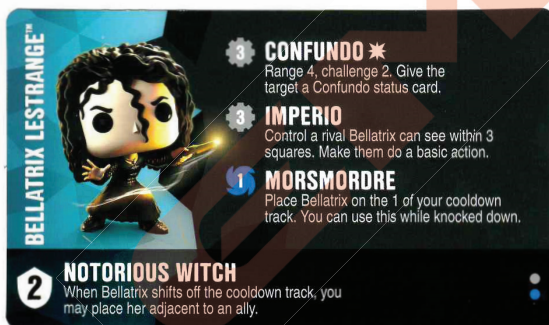 BELLATRIX LESTRANGE™
3 CONFUNDO
Range 4, challenge 2. Give the
target a Confundo status card.
3 IMPERIO
Control a rival Bellatrix can see within 3
squares. Make them do a basic action.
1 MORSMORDRE
Place Bellatrix on the 1 of your cooldown
track. You can use this while knocked down.
2 NOTORIOUS WITCH
When Bellatrix shifts off the cooldown track, you
may place her adjacent to an ally.